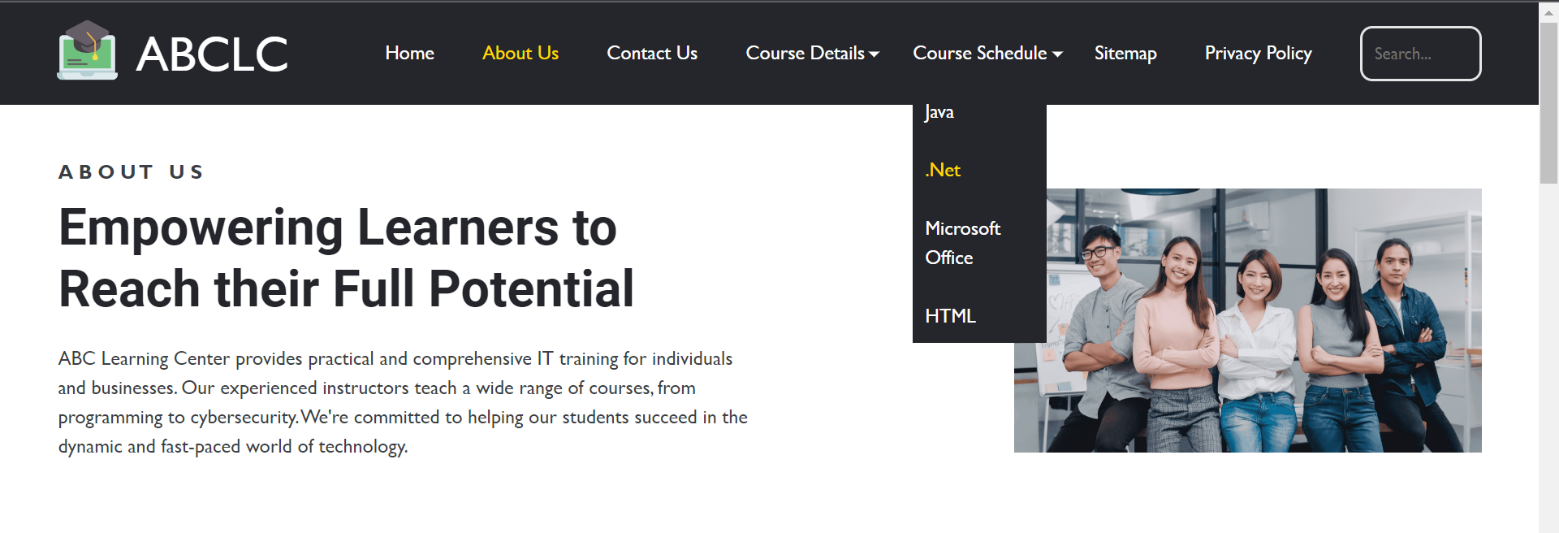 ABCLC
Home About Us Contact Us Course Details Course Schedule Sitemap Privacy Policy Search...
Java
.Net
Microsoft
Office
HTML
ABOUT US
Empowering Learners to
Reach their Full Potential
ABC Learning Center provides practical and comprehensive IT training for individuals
and businesses. Our experienced instructors teach a wide range of courses, from
programming to cybersecurity. We're committed to helping our students succeed in the
dynamic and fast-paced world of technology.